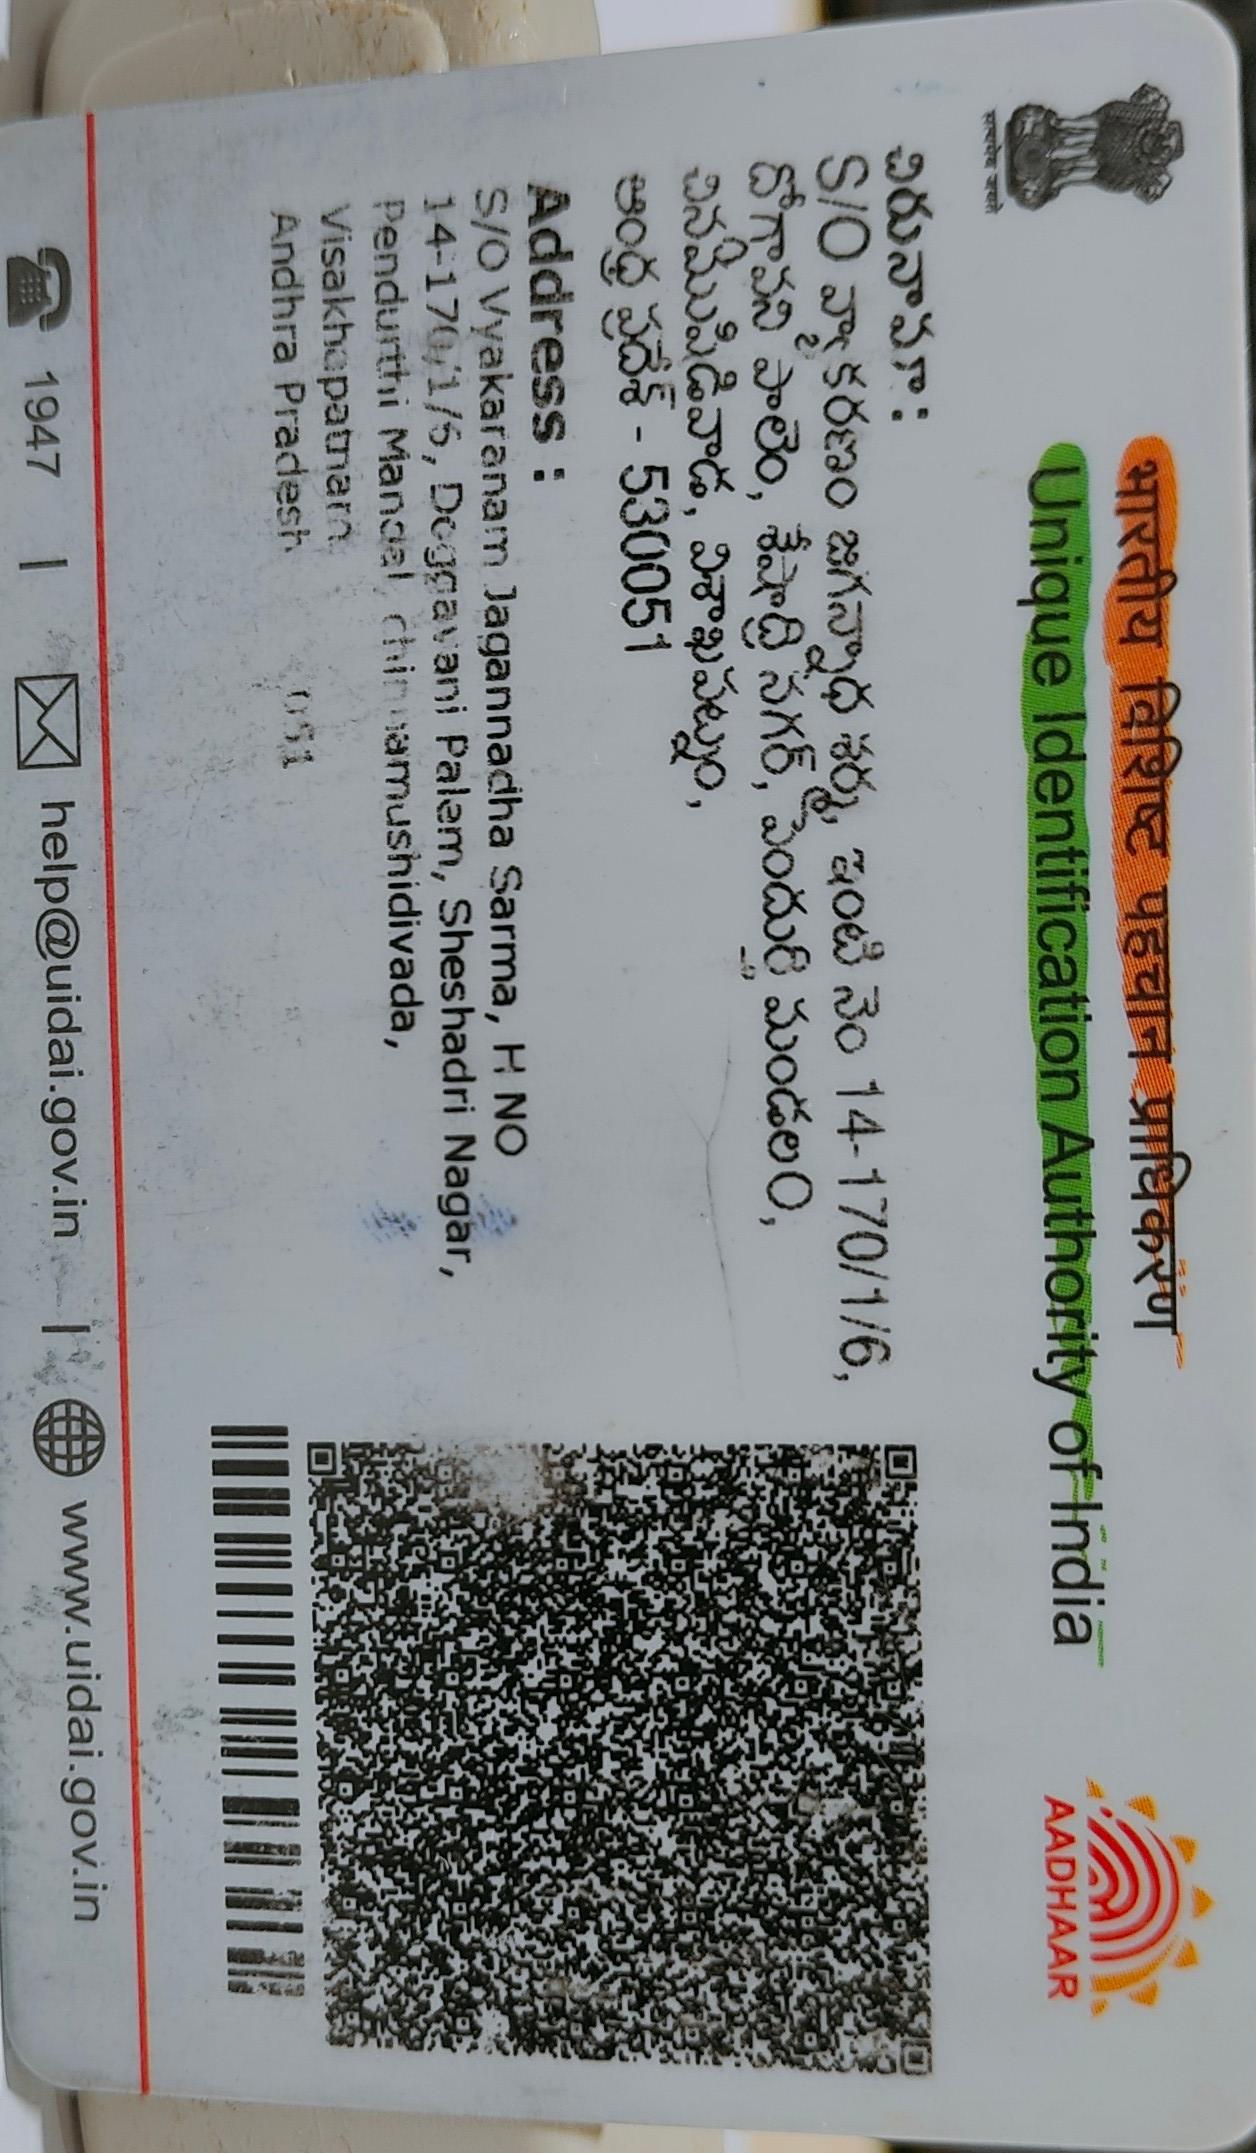 सत्यमेव जयते
भारतीय विशिष्ट पहचान प्राधिकरण
Unique Identification Authority of India
AADHAAR
చిరునామా:
S/O వ్యాకరణం జగన్నాధ శర్మ, ఇంటి నెం 14-170/1/6,
దోగ్గావని పాలెం, శేషాద్రి నగర్, పెందుర్తి మండలం,
చినముషిడివాడ, విశాఖపట్నం,
ఆంధ్ర ప్రదేశ్ - 530051
Address :
S/O Vyakaranam Jagannadha Sarma, H NO
14-170/1/6, Doggavani Palem, Sheshadri Nagar,
Pendurthi Mandal, chinnamushidivada,
Visakhapatnam
Andhra Pradesh 051
1947 | help@uidai.gov.in | www.uidai.gov.in